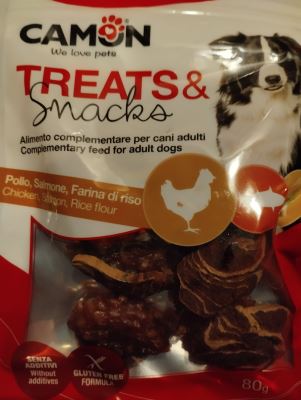 CAMON
We love pets
TREATS&
Snacks
Alimento complementare per cani adulti
Complementary feed for adult dogs
Pollo, Salmone, Farina di riso
Chicken, Salmon, Rice flour
SENZA
ADDITIVI
Without
additives
GLUTEN FREE
FORMULA
80g